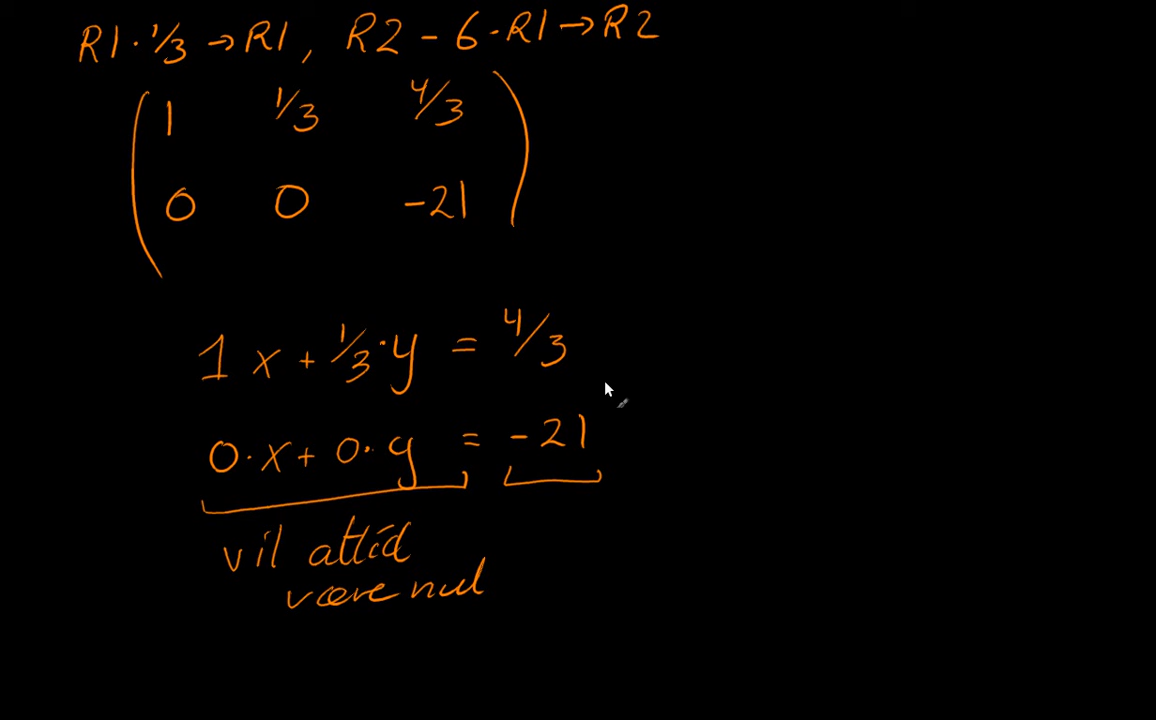 R1 · 1/3 → R1, R2 - 6 · R1 → R2
1 1/3 4/3
0 0 -21
1 x + 1/3 · y = 4/3
0 · x + 0 · y = -21
vil altid
være nul